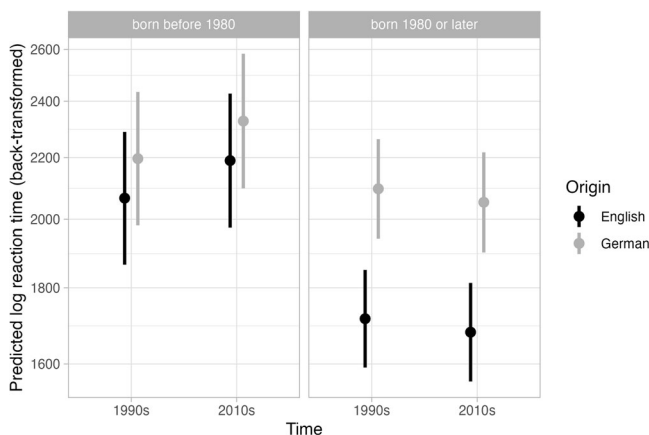 born before 1980
born 1980 or later
Predicted log reaction time (back-transformed)
2600
2400
2200
2000
1800
1600
1990s
2010s
1990s
2010s
Time
Origin
English
German